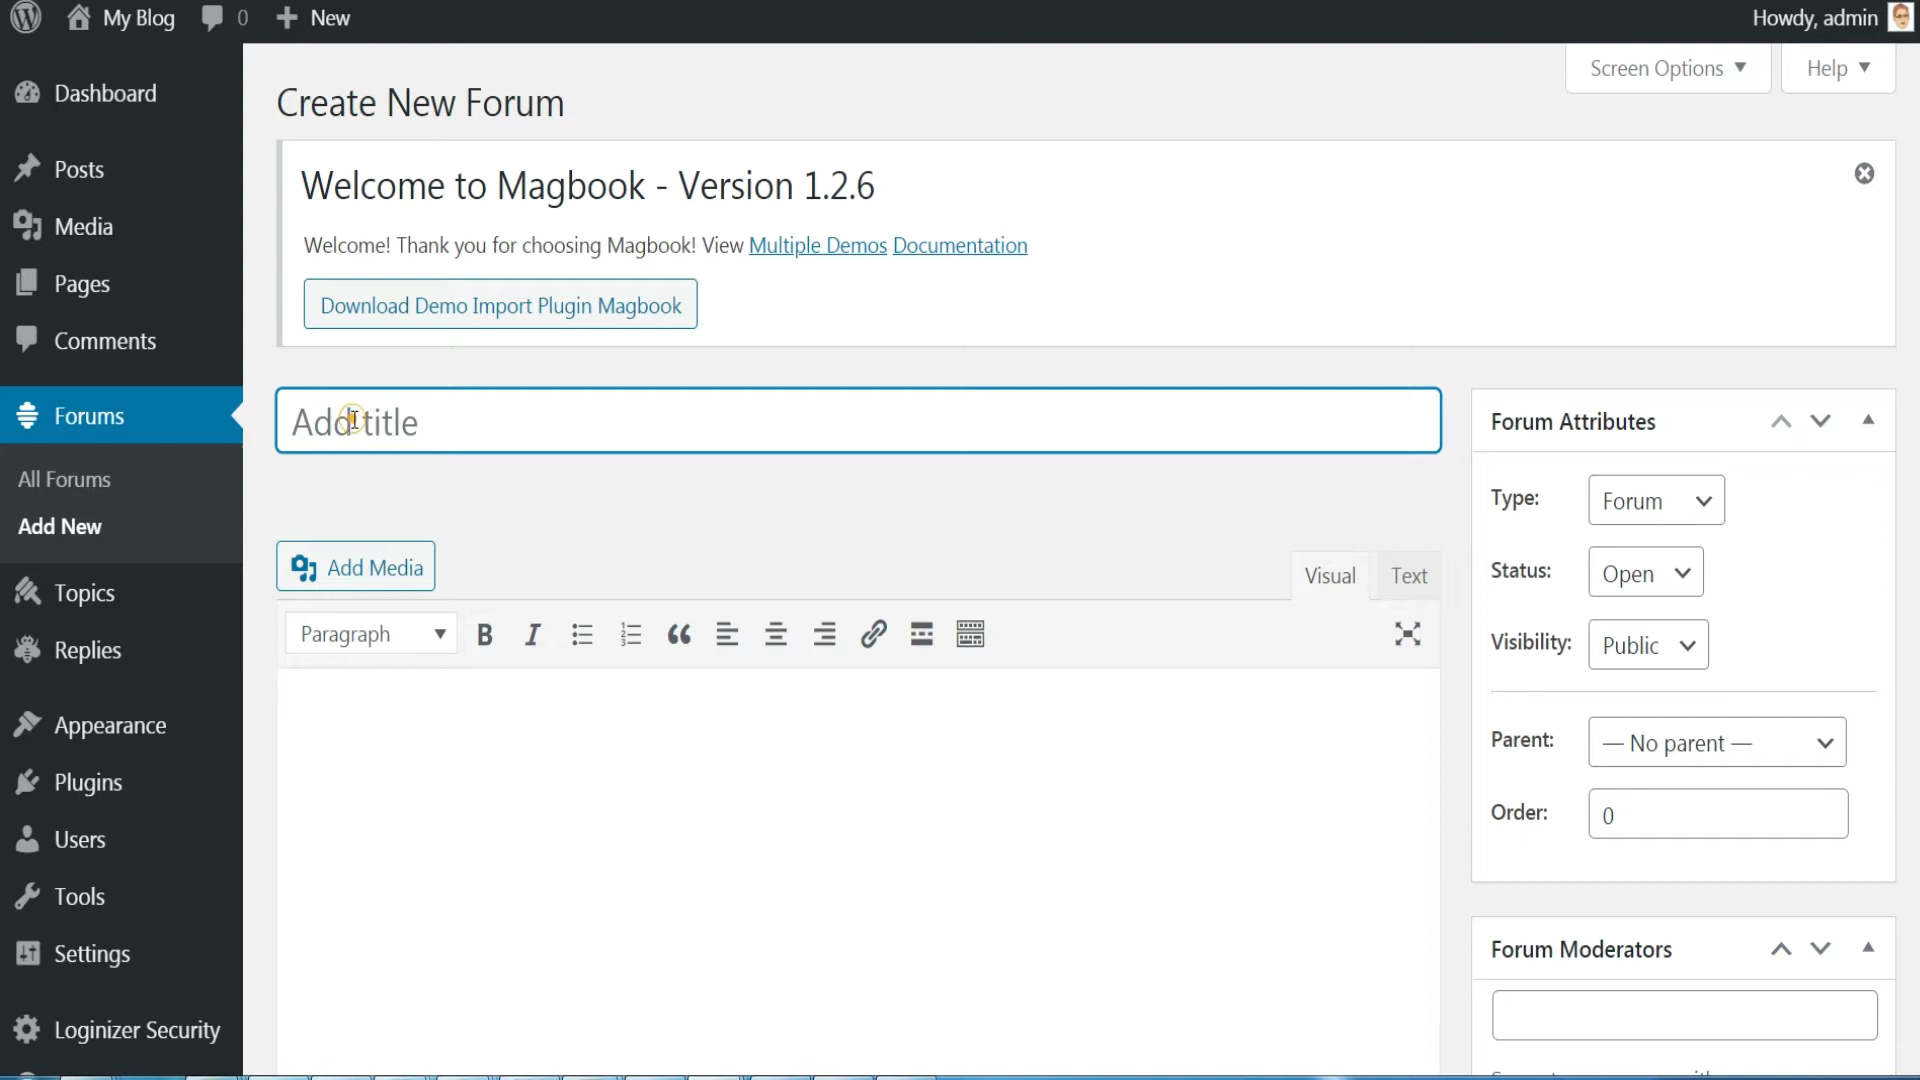 My Blog 0 New Howdy, admin
Screen Options Help
Dashboard
Posts
Media
Pages
Comments
Forums
All Forums
Add New
Topics
Replies
Appearance
Plugins
Users
Tools
Settings
Loginizer Security
Create New Forum
Welcome to Magbook - Version 1.2.6
Welcome! Thank you for choosing Magbook! View Multiple Demos Documentation
Download Demo Import Plugin Magbook
Add title
Add Media
Visual Text
Paragraph
Forum Attributes
Type: Forum
Status: Open
Visibility: Public
Parent: — No parent —
Order: 0
Forum Moderators